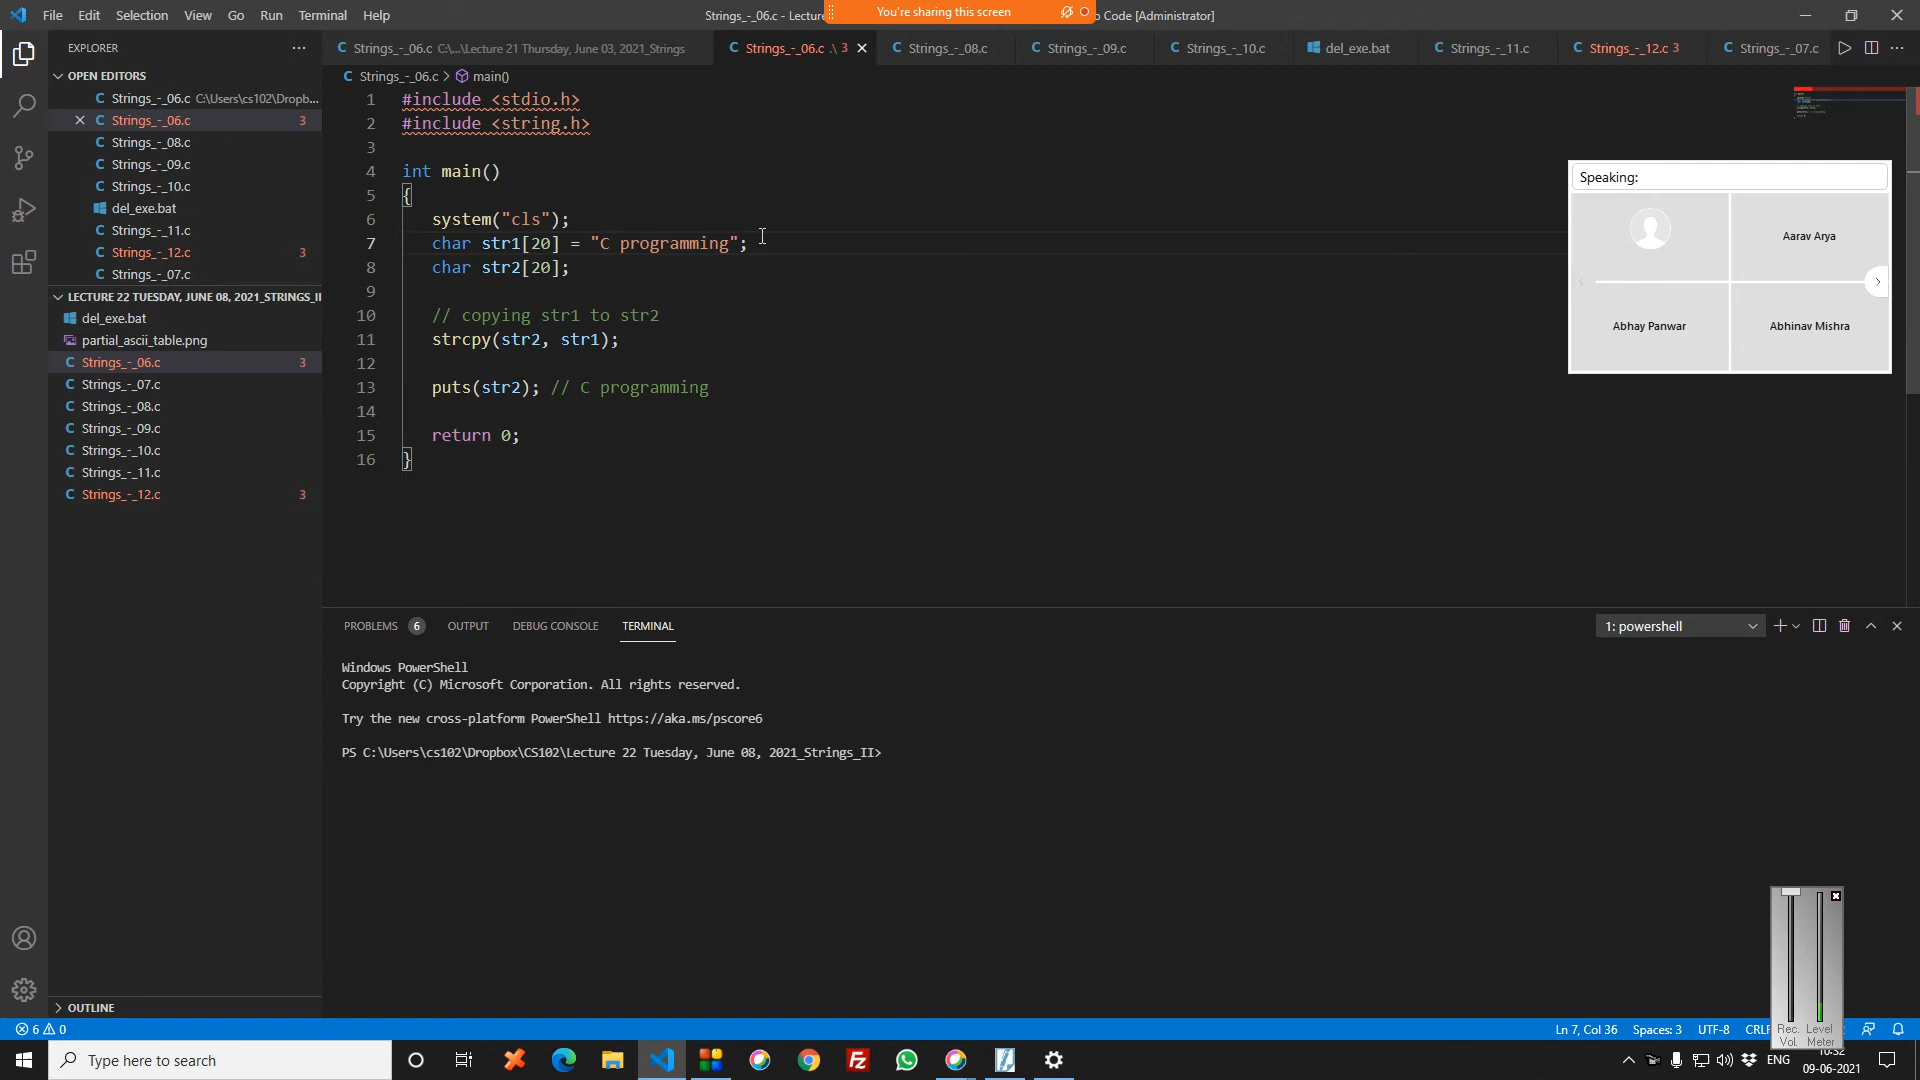 File Edit Selection View Go Run Terminal Help
Strings_-_06.c - Lectur
You're sharing this screen
o Code [Administrator]
EXPLORER
OPEN EDITORS
Strings_-_06.c C:\Users\cs102\Dropb...
Strings_-_06.c 3
Strings_-_08.c
Strings_-_09.c
Strings_-_10.c
del_exe.bat
Strings_-_11.c
Strings_-_12.c 3
Strings_-_07.c
LECTURE 22 TUESDAY, JUNE 08, 2021_STRINGS_II
del_exe.bat
partial_ascii_table.png
Strings_-_06.c 3
Strings_-_07.c
Strings_-_08.c
Strings_-_09.c
Strings_-_10.c
Strings_-_11.c
Strings_-_12.c 3
OUTLINE
Strings_-_06.c C:\...\Lecture 21 Thursday, June 03, 2021_Strings
Strings_-_06.c .\ 3
Strings_-_08.c
Strings_-_09.c
Strings_-_10.c
del_exe.bat
Strings_-_11.c
Strings_-_12.c 3
Strings_-_07.c
Strings_-_06.c > main()
1 #include <stdio.h>
2 #include <string.h>
3
4 int main()
5 {
6 system("cls");
7 char str1[20] = "C programming";
8 char str2[20];
9
10 // copying str1 to str2
11 strcpy(str2, str1);
12
13 puts(str2); // C programming
14
15 return 0;
16 }
Speaking:
Aarav Arya
Abhay Panwar
Abhinav Mishra
PROBLEMS 6 OUTPUT DEBUG CONSOLE TERMINAL
1: powershell
Windows PowerShell
Copyright (C) Microsoft Corporation. All rights reserved.
Try the new cross-platform PowerShell https://aka.ms/pscore6
PS C:\Users\cs102\Dropbox\CS102\Lecture 22 Tuesday, June 08, 2021_Strings_II>
6 0
Ln 7, Col 36 Spaces: 3 UTF-8 CRLF
Rec. Level
Vol. Meter
Type here to search
ENG
10:32
09-06-2021